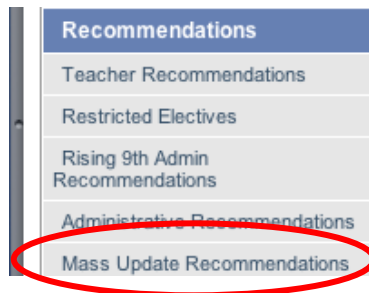 Recommendations
Teacher Recommendations
Restricted Electives
Rising 9th Admin
Recommendations
Administrative Recommendations
Mass Update Recommendations